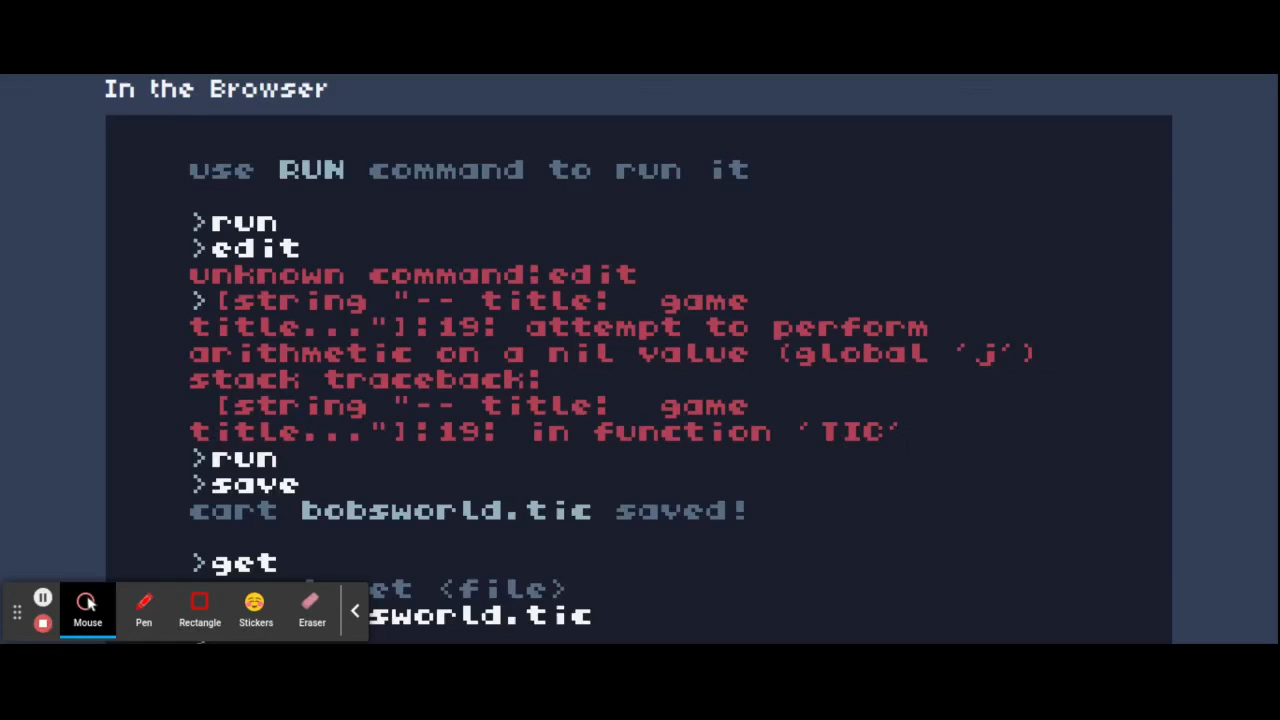 In the Browser
use RUN command to run it
>run
>edit
unknown command:edit
>[string "-- title:  game
title..."]:19: attempt to perform
arithmetic on a nil value (global 'j')
stack traceback:
 [string "-- title:  game
title..."]:19: in function 'TIC'
>run
>save
cart bobsworld.tic saved!
>get
et <file>
sworld.tic
Mouse
Pen
Rectangle
Stickers
Eraser